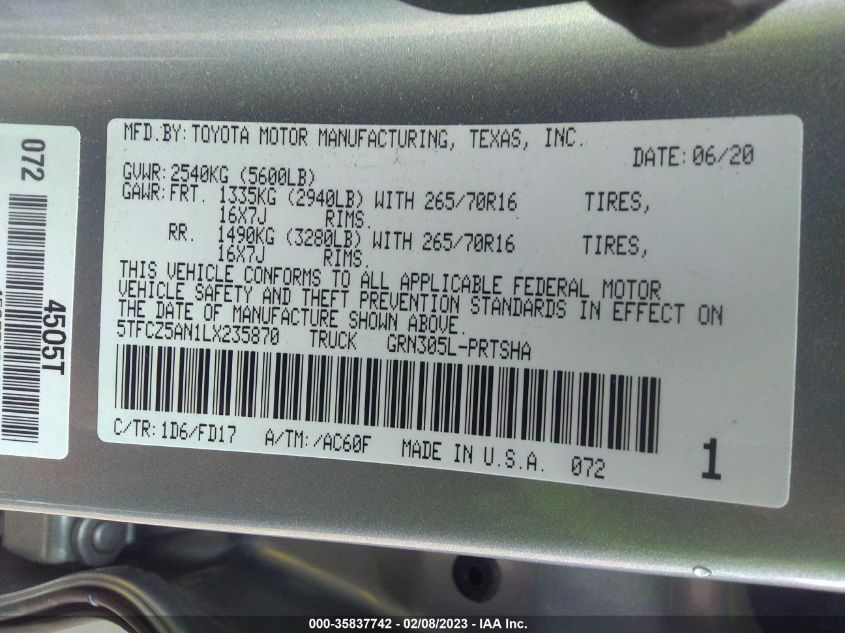 MFD.BY: TOYOTA MOTOR MANUFACTURING, TEXAS, INC.
DATE: 06/20
GVWR: 2540KG (5600LB)
GAWR: FRT. 1335KG (2940LB) WITH 265/70R16 TIRES,
16X7J RIMS.
RR. 1490KG (3280LB) WITH 265/70R16 TIRES,
16X7J RIMS.
THIS VEHICLE CONFORMS TO ALL APPLICABLE FEDERAL MOTOR
VEHICLE SAFETY AND THEFT PREVENTION STANDARDS IN EFFECT ON
THE DATE OF MANUFACTURE SHOWN ABOVE.
5TFCZ5AN1LX235870 TRUCK GRN305L-PRTSHA
C/TR: 1D6/FD17 A/TM: /AC60F MADE IN U.S.A. 072
1
072
4505T
000-35837742 - 02/08/2023 - IAA Inc.